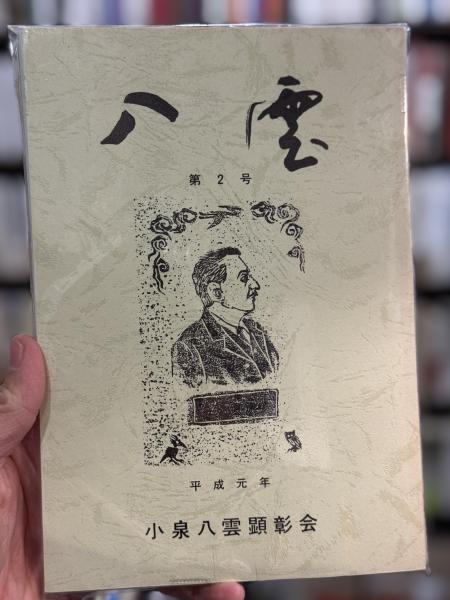 八雲
第2号
平成元年
小泉八雲顕彰会